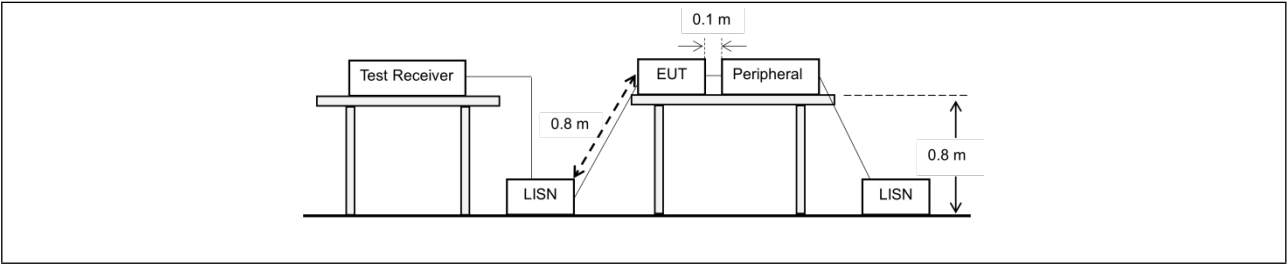 0.1 m
Test Receiver
EUT
Peripheral
0.8 m
0.8 m
LISN
LISN